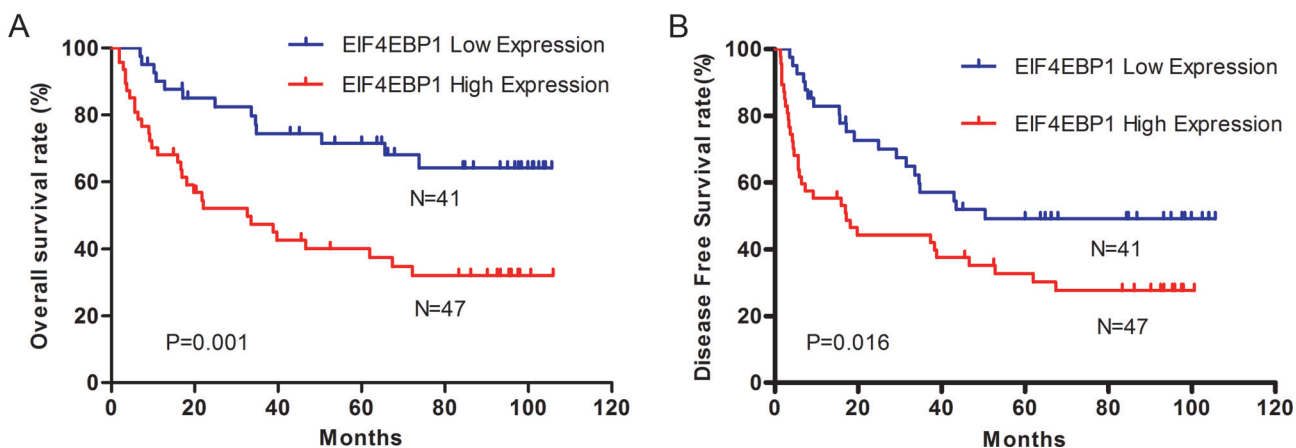 A
EIF4EBP1 Low Expression
EIF4EBP1 High Expression
Overall survival rate (%)
100
80
60
40
20
0
N=41
N=47
P=0.001
0 20 40 60 80 100 120
Months
B
EIF4EBP1 Low Expression
EIF4EBP1 High Expression
Disease Free Survival rate(%)
100
80
60
40
20
0
N=41
N=47
P=0.016
0 20 40 60 80 100 120
Months